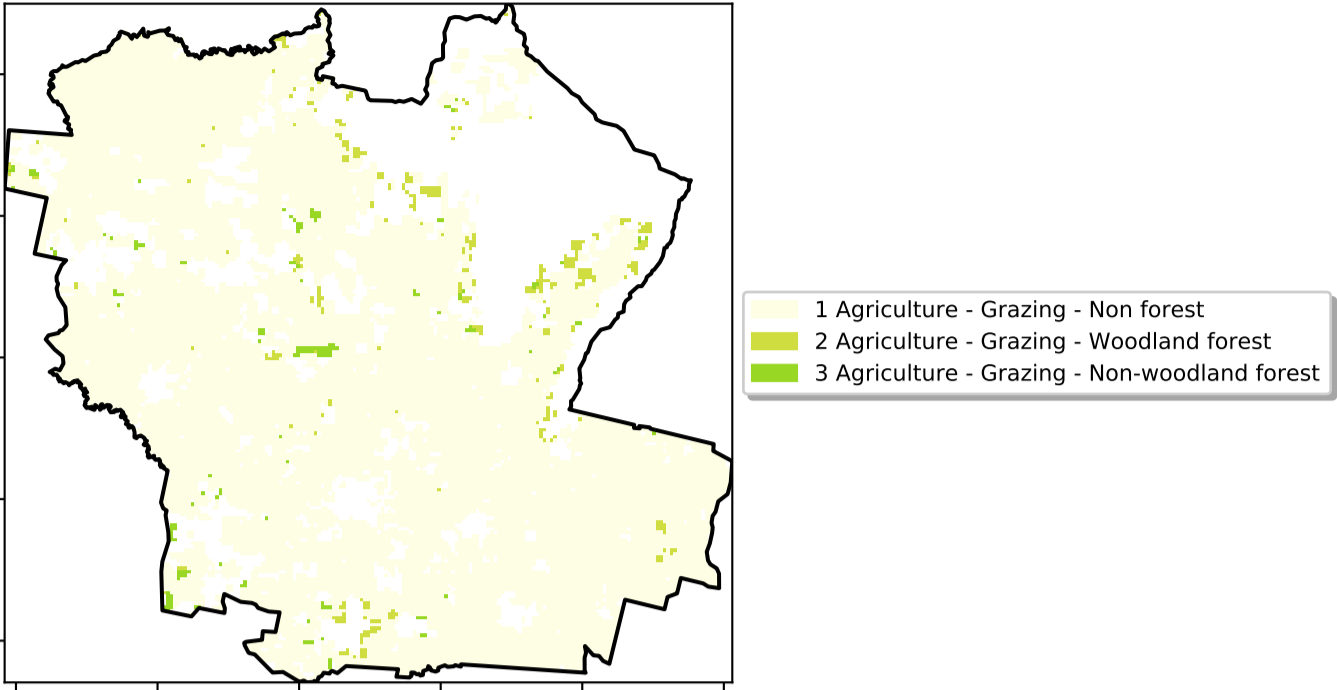 1 Agriculture - Grazing - Non forest
2 Agriculture - Grazing - Woodland forest
3 Agriculture - Grazing - Non-woodland forest